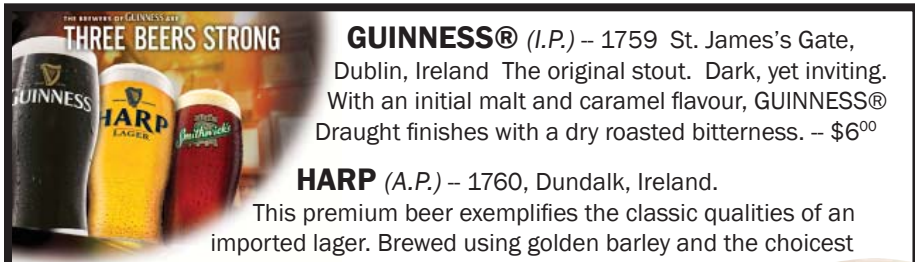 THE BREWERS OF GUINNESS ARE
THREE BEERS STRONG
GUINNESS
HARP
LAGER
Smithwick's
GUINNESS® (I.P.) -- 1759 St. James's Gate,
Dublin, Ireland The original stout. Dark, yet inviting.
With an initial malt and caramel flavour, GUINNESS®
Draught finishes with a dry roasted bitterness. -- $6⁰⁰
HARP (A.P.) -- 1760, Dundalk, Ireland.
This premium beer exemplifies the classic qualities of an
imported lager. Brewed using golden barley and the choicest